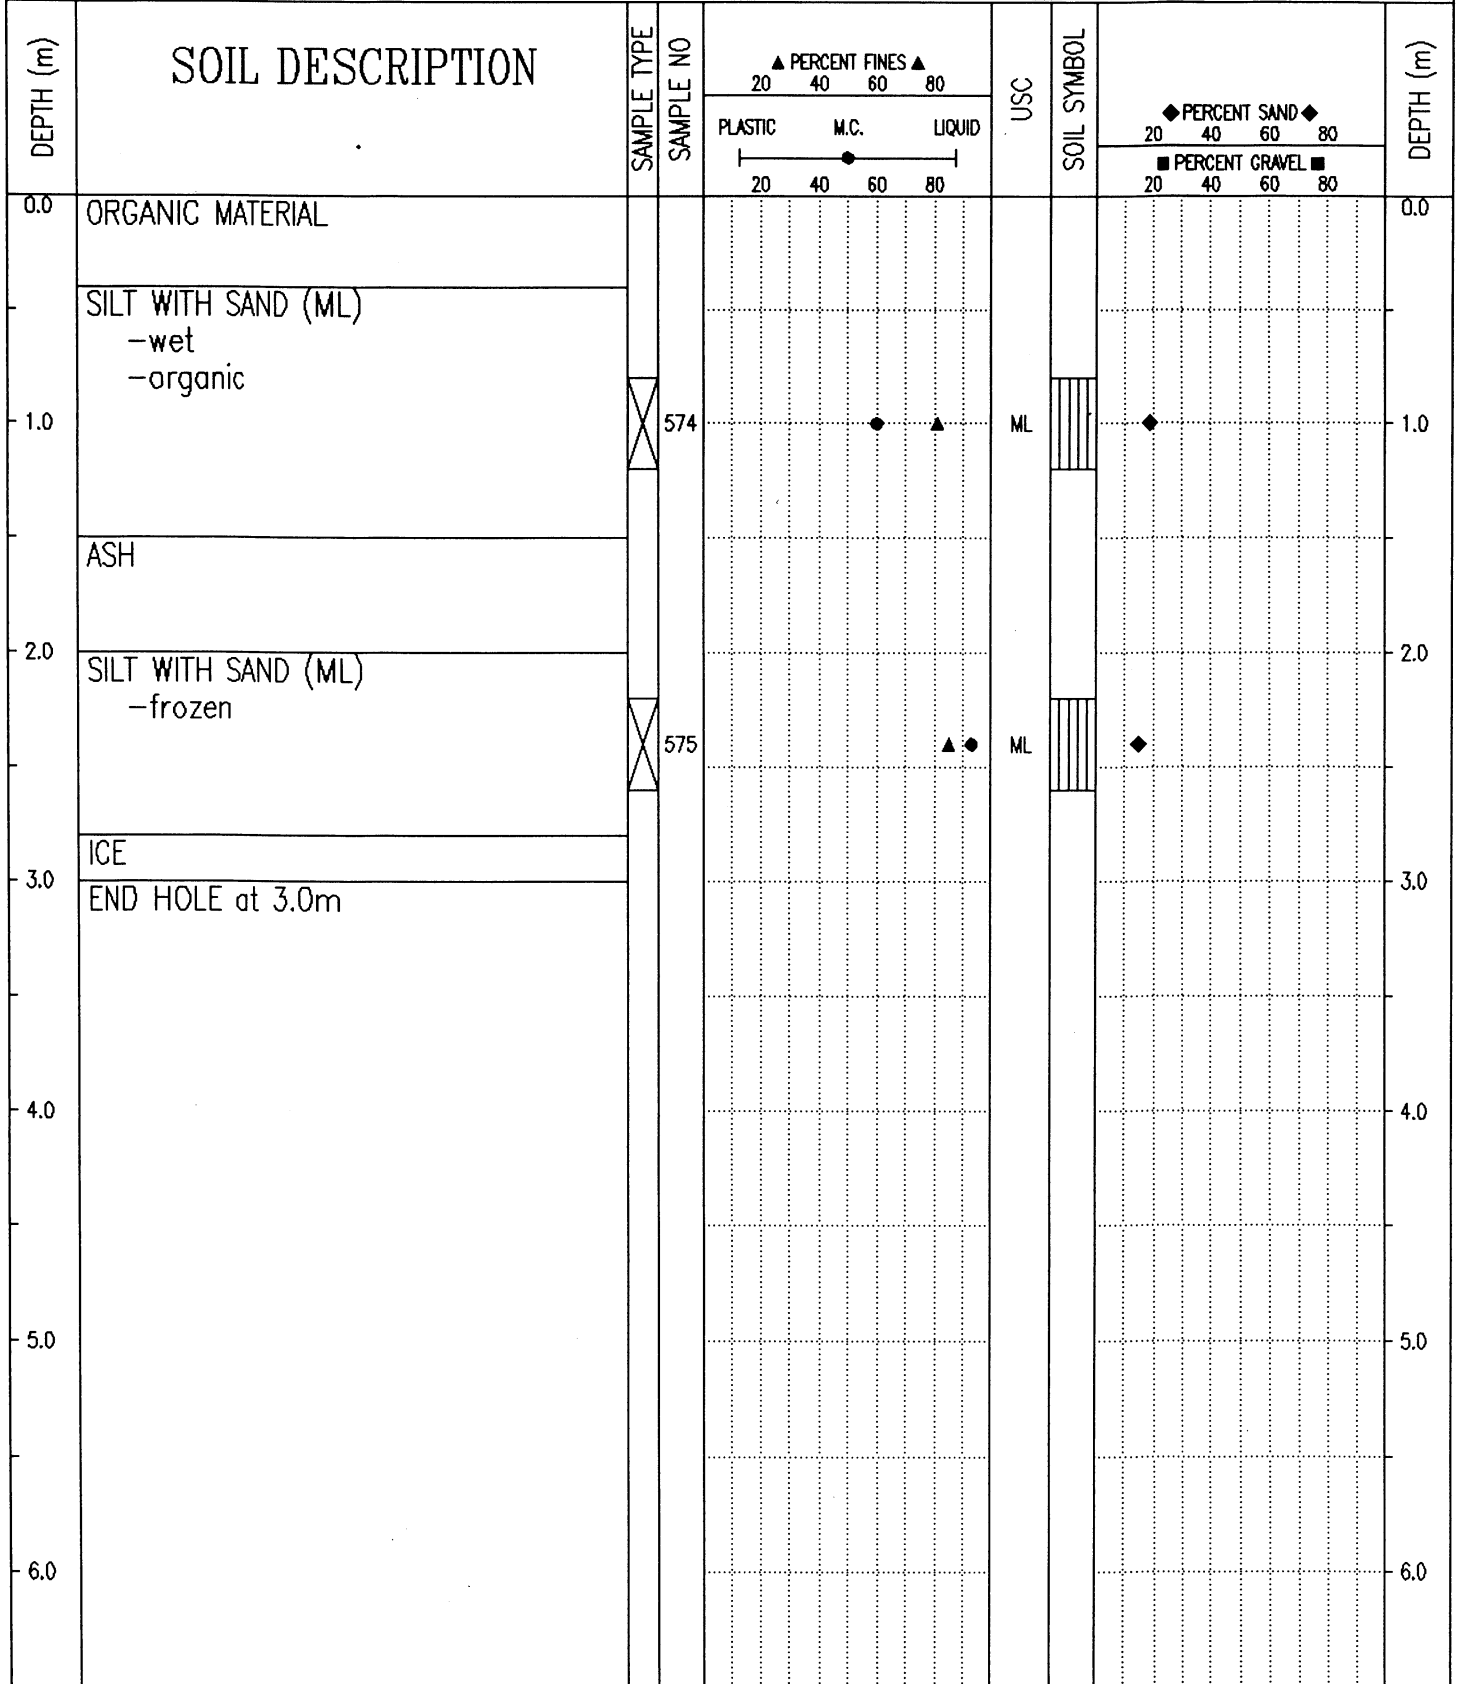 DEPTH (m)
SOIL DESCRIPTION
SAMPLE TYPE
SAMPLE NO
▲ PERCENT FINES ▲
20 40 60 80
PLASTIC M.C. LIQUID
20 40 60 80
USC
SOIL SYMBOL
◆ PERCENT SAND ◆
20 40 60 80
■ PERCENT GRAVEL ■
20 40 60 80
DEPTH (m)
0.0 ORGANIC MATERIAL 0.0
SILT WITH SAND (ML)
-wet
-organic
1.0 574 ML 1.0
ASH
2.0 2.0
SILT WITH SAND (ML)
-frozen
575 ML
ICE
3.0 3.0
END HOLE at 3.0m
4.0 4.0
5.0 5.0
6.0 6.0